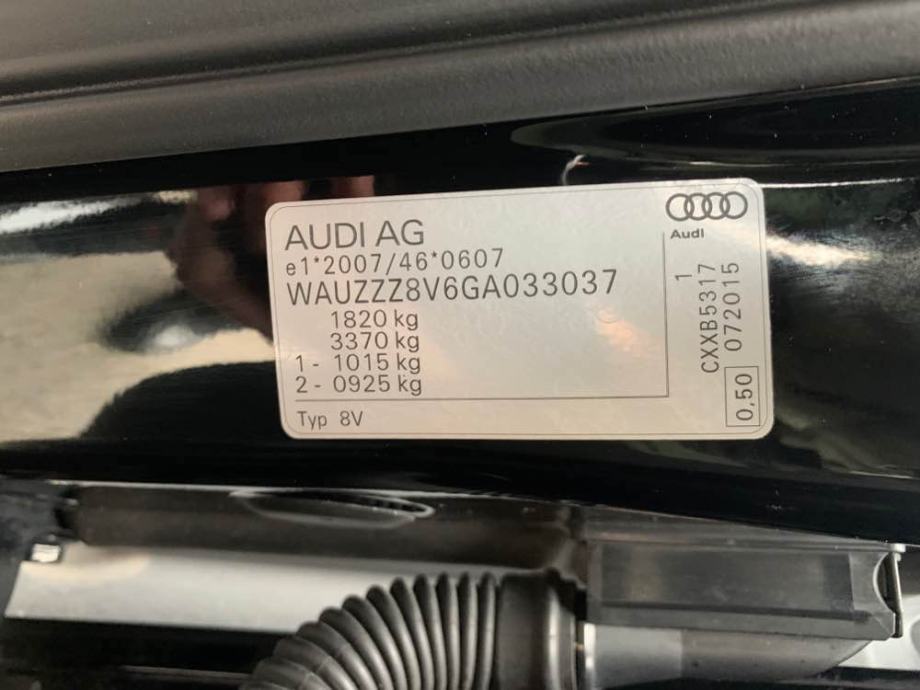 AUDI AG
Audi
e1*2007/46*0607
WAUZZZ8V6GA033037
1820 kg
3370 kg
1 - 1015 kg
2 - 0925 kg
Typ 8V
1
CXXB5317
072015
0,50